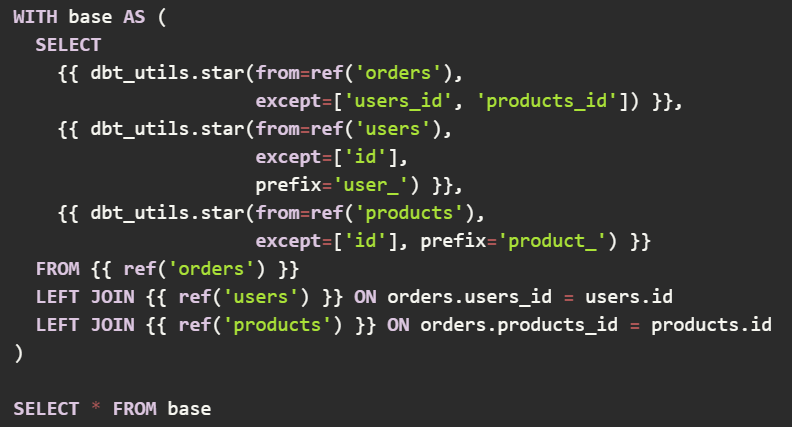 WITH base AS (
  SELECT
    {{ dbt_utils.star(from=ref('orders'),
                      except=['users_id', 'products_id']) }},
    {{ dbt_utils.star(from=ref('users'),
                      except=['id'],
                      prefix='user_') }},
    {{ dbt_utils.star(from=ref('products'),
                      except=['id'], prefix='product_') }}
  FROM {{ ref('orders') }}
  LEFT JOIN {{ ref('users') }} ON orders.users_id = users.id
  LEFT JOIN {{ ref('products') }} ON orders.products_id = products.id
)

SELECT * FROM base